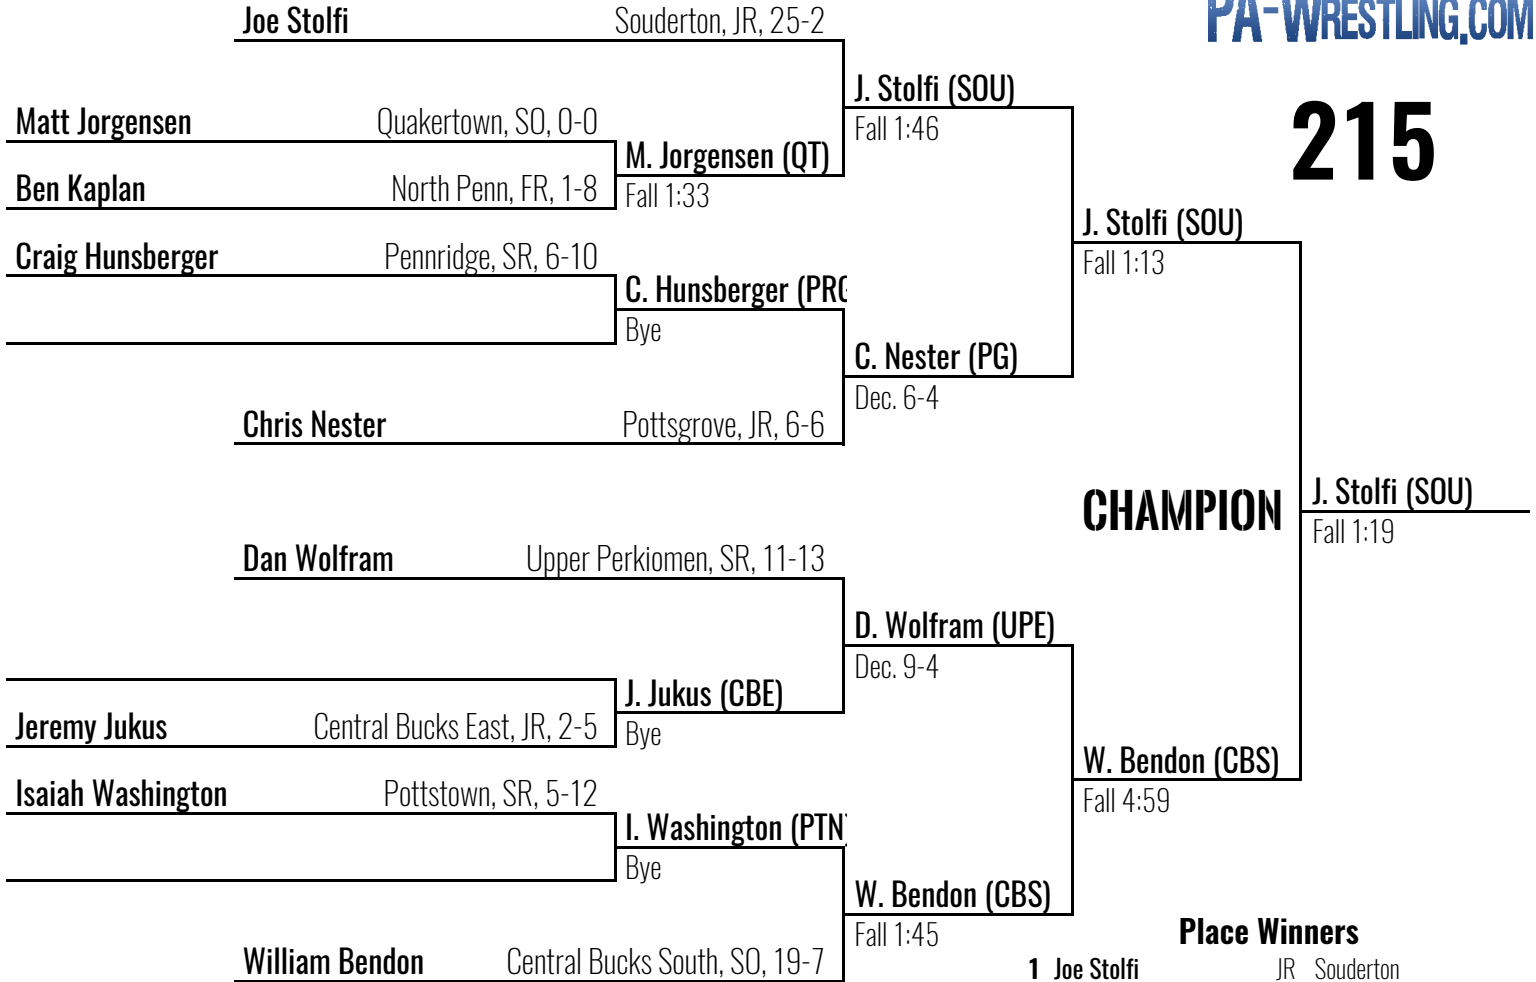 PA-WRESTLING.COM
Joe Stolfi Souderton, JR, 25-2
J. Stolfi (SOU)
Fall 1:46
215
Matt Jorgensen Quakertown, SO, 0-0
M. Jorgensen (QT)
Fall 1:33
Ben Kaplan North Penn, FR, 1-8
J. Stolfi (SOU)
Fall 1:13
Craig Hunsberger Pennridge, SR, 6-10
C. Hunsberger (PRG
Bye
C. Nester (PG)
Dec. 6-4
Chris Nester Pottsgrove, JR, 6-6
CHAMPION
J. Stolfi (SOU)
Fall 1:19
Dan Wolfram Upper Perkiomen, SR, 11-13
D. Wolfram (UPE)
Dec. 9-4
J. Jukus (CBE)
Bye
Jeremy Jukus Central Bucks East, JR, 2-5
W. Bendon (CBS)
Fall 4:59
Isaiah Washington Pottstown, SR, 5-12
I. Washington (PTN)
Bye
W. Bendon (CBS)
Fall 1:45
William Bendon Central Bucks South, SO, 19-7
Place Winners
1 Joe Stolfi JR Souderton